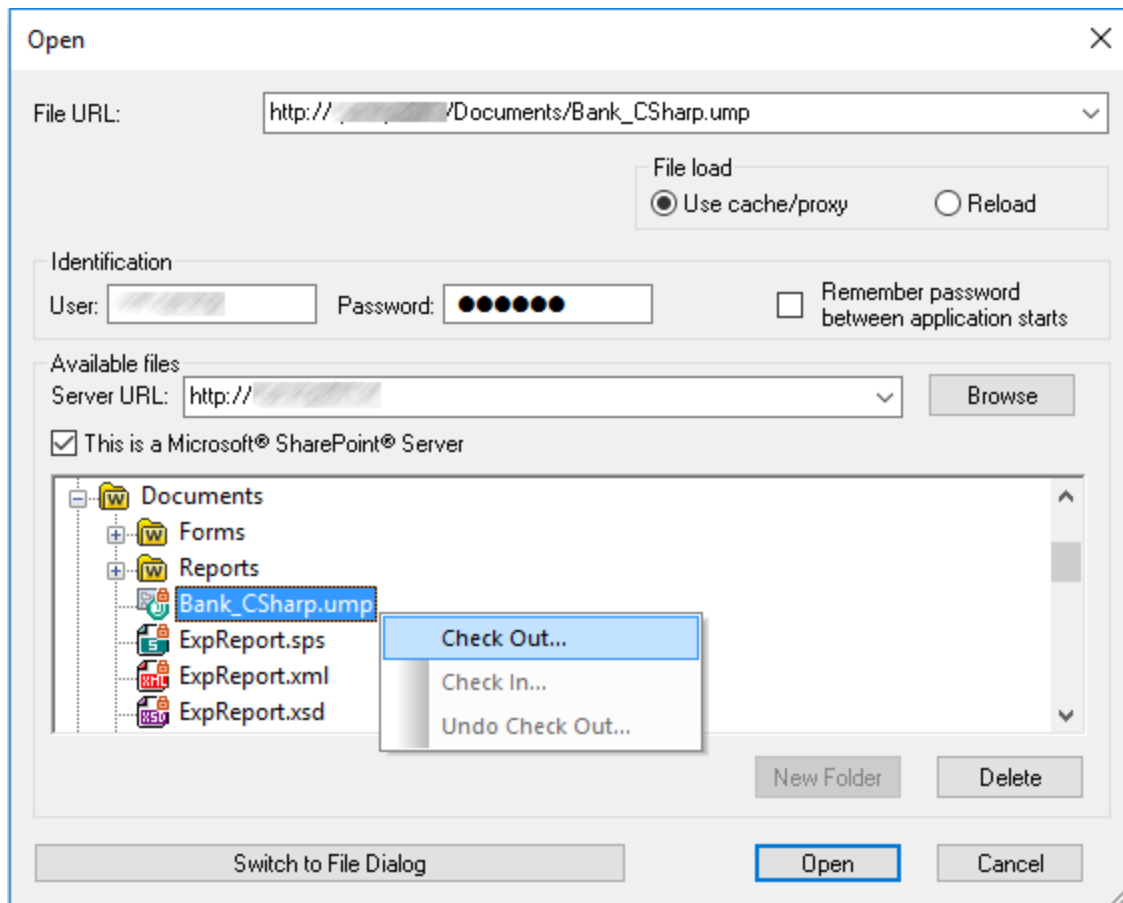 Open
File URL: http:// /Documents/Bank_CSharp.ump
File load
Use cache/proxy Reload
Identification
User: Password: ●●●●●●
Remember password
between application starts
Available files
Server URL: http://
Browse
This is a Microsoft® SharePoint® Server
Documents
Forms
Reports
Bank_CSharp.ump
ExpReport.sps
ExpReport.xml
ExpReport.xsd
Check Out...
Check In...
Undo Check Out...
New Folder Delete
Switch to File Dialog Open Cancel